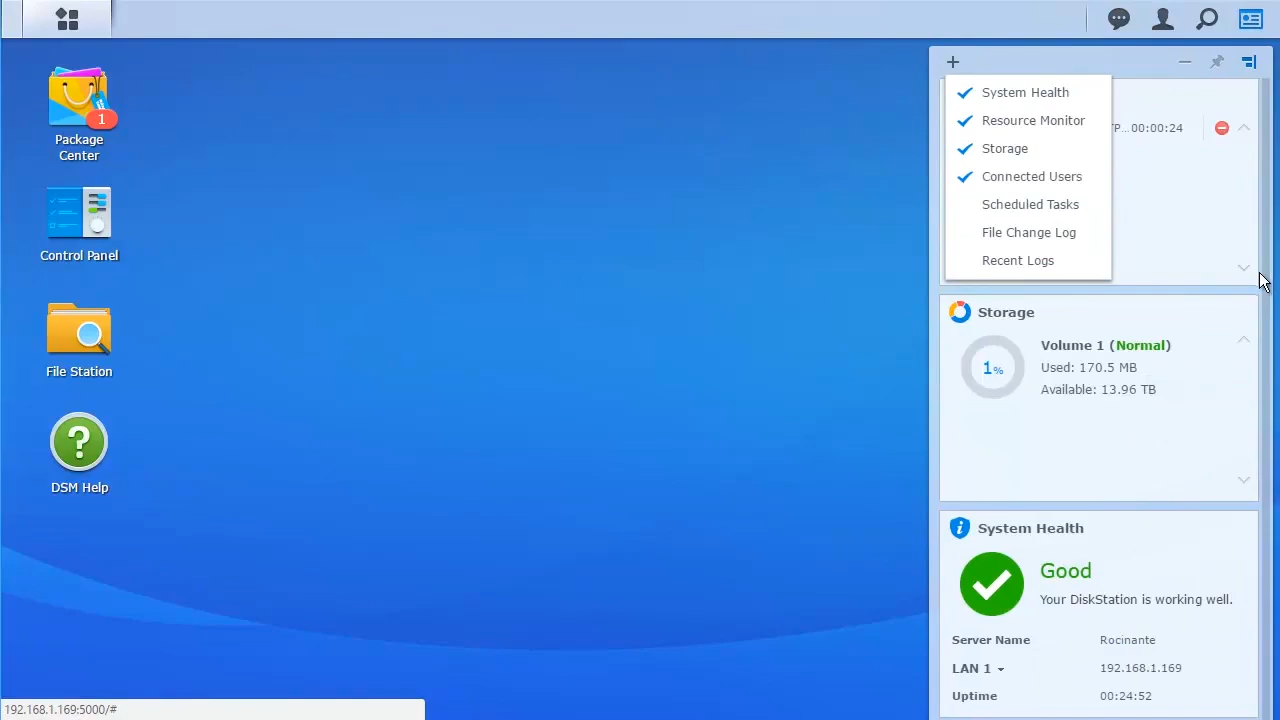 1
Package
Center
Control Panel
File Station
DSM Help
192.168.1.169:5000/#
System Health
Resource Monitor
Storage
Connected Users
Scheduled Tasks
File Change Log
Recent Logs
TP...00:00:24
Storage
1%
Volume 1 (Normal)
Used: 170.5 MB
Available: 13.96 TB
System Health
Good
Your DiskStation is working well.
Server Name Rocinante
LAN 1 192.168.1.169
Uptime 00:24:52